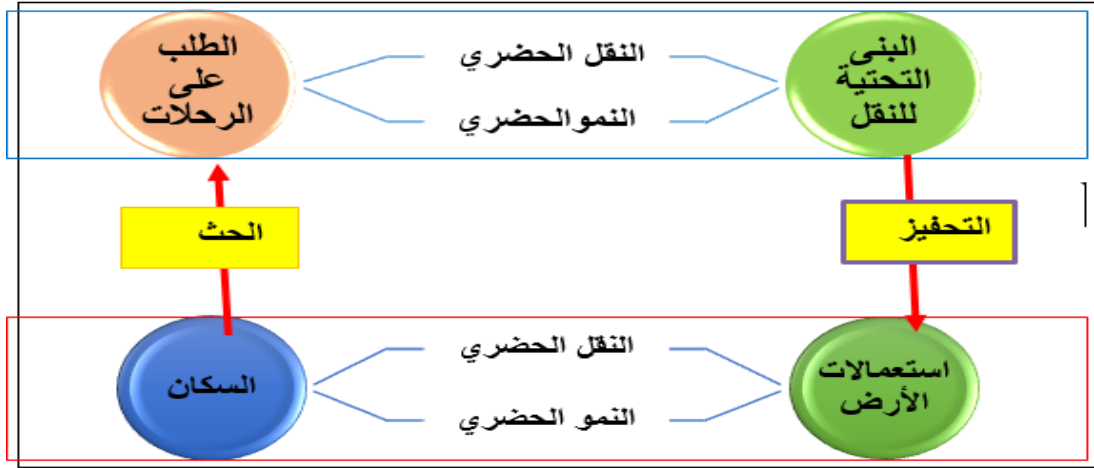 البنى
التحتية
للنقل
النقل الحضري
النموالحضري
الطلب
على
الرحلات
التحفيز
الحث
استعمالات
الأرض
النقل الحضري
النمو الحضري
السكان